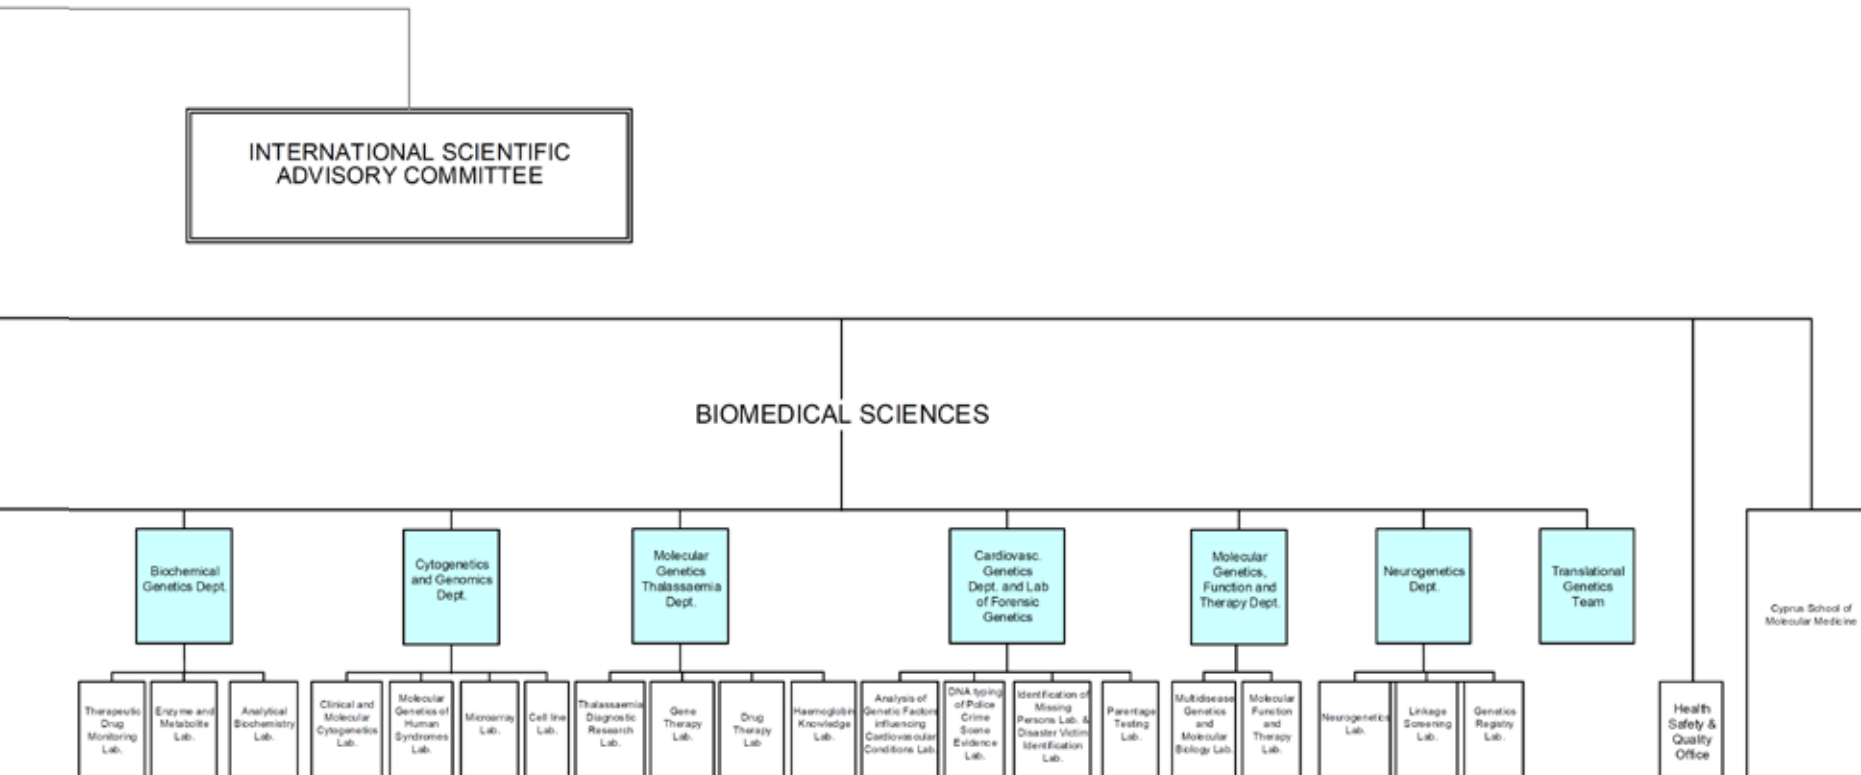 INTERNATIONAL SCIENTIFIC
ADVISORY COMMITTEE
BIOMEDICAL SCIENCES
Biochemical
Genetics Dept.
Cytogenetics
and Genomics
Dept.
Molecular
Genetics
Thalassaemia
Dept.
Cardiovasc.
Genetics
Dept. and Lab
of Forensic
Genetics
Molecular
Genetics,
Function and
Therapy Dept.
Neurogenetics
Dept.
Translational
Genetics
Team
Cyprus School of
Molecular Medicine
Therapeutic
Drug
Monitoring
Lab.
Enzyme and
Metabolite
Lab.
Analytical
Biochemistry
Lab.
Clinical and
Molecular
Cytogenetics
Lab.
Molecular
Genetics of
Human
Syndromes
Lab.
Microarray
Lab.
Cell line
Lab.
Thalassaemia
Diagnostic
Research
Lab.
Gene
Therapy
Lab.
Drug
Therapy
Lab
Haemoglobin
Knowledge
Lab.
Analysis of
Genetic Factors
influencing
Cardiovascular
Conditions Lab.
DNA typing
of Police
Crime
Scene
Evidence
Lab.
Identification of
Missing
Persons Lab. &
Disaster Victim
Identification
Lab.
Parentage
Testing
Lab.
Multidisease
Genetics
and
Molecular
Biology Lab.
Molecular
Function
and
Therapy
Lab.
Neurogenetics
Lab.
Linkage
Screening
Lab.
Genetics
Registry
Lab.
Health
Safety &
Quality
Office